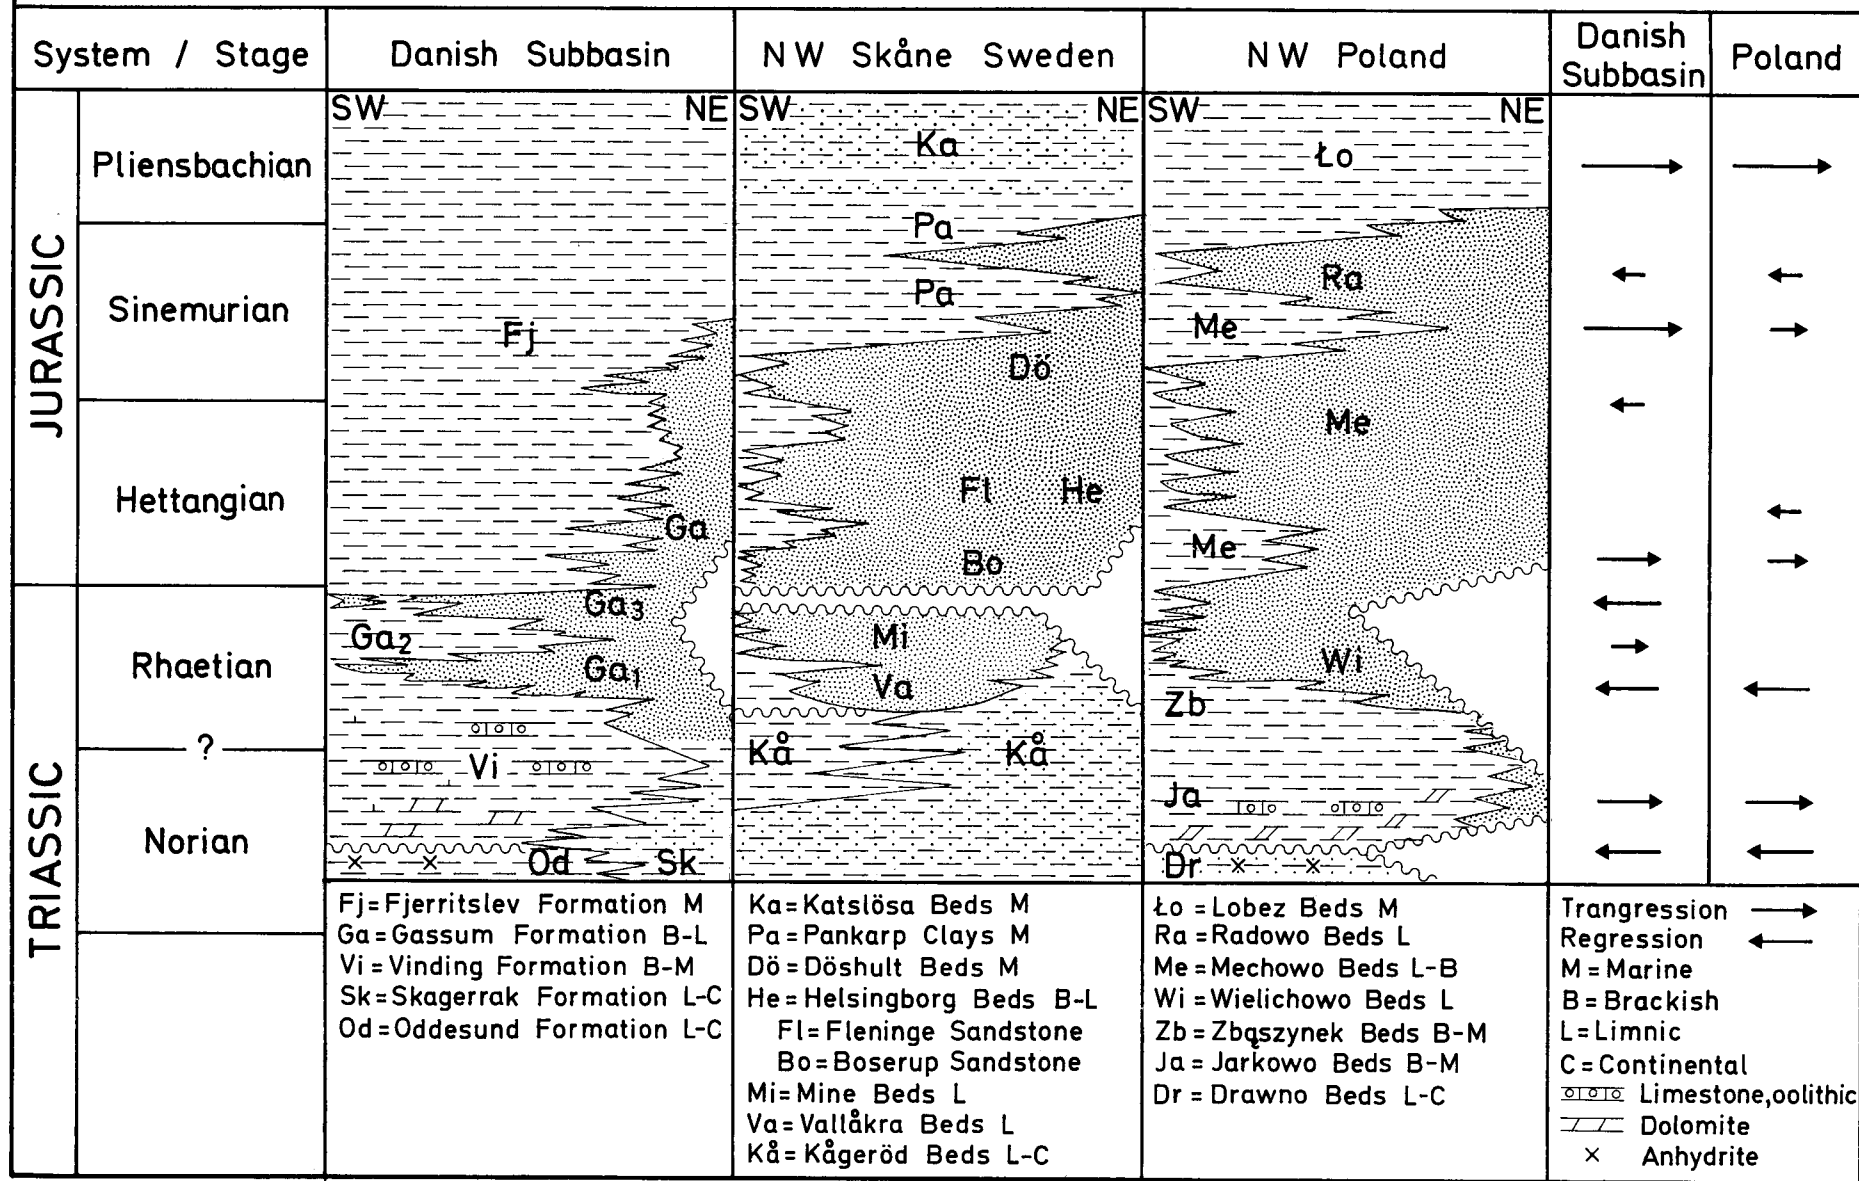 System / Stage
Danish Subbasin
NW Skåne Sweden
NW Poland
Danish
Subbasin
Poland
JURASSIC
TRIASSIC
Pliensbachian
Sinemurian
Hettangian
Rhaetian
?
Norian
SW NE
Fj
Ga
Ga3
Ga2
Ga1
Vi
Od
Sk
SW NE
Ka
Pa
Pa
Dö
Fl He
Bo
Mi
Va
Kå
Kå
SW NE
Ło
Ra
Me
Me
Me
Wi
Zb
Ja
Dr
Fj=Fjerritslev Formation M
Ga=Gassum Formation B-L
Vi=Vinding Formation B-M
Sk=Skagerrak Formation L-C
Od=Oddesund Formation L-C
Ka=Katslösa Beds M
Pa=Pankarp Clays M
Dö=Döshult Beds M
He=Helsingborg Beds B-L
Fl=Fleninge Sandstone
Bo=Boserup Sandstone
Mi=Mine Beds L
Va=Vallåkra Beds L
Kå=Kågeröd Beds L-C
Ło=Lobez Beds M
Ra=Radowo Beds L
Me=Mechowo Beds L-B
Wi=Wielichowo Beds L
Zb=Zbąszynek Beds B-M
Ja=Jarkowo Beds B-M
Dr=Drawno Beds L-C
Trangression
Regression
M=Marine
B=Brackish
L=Limnic
C=Continental
Limestone,oolithic
Dolomite
Anhydrite